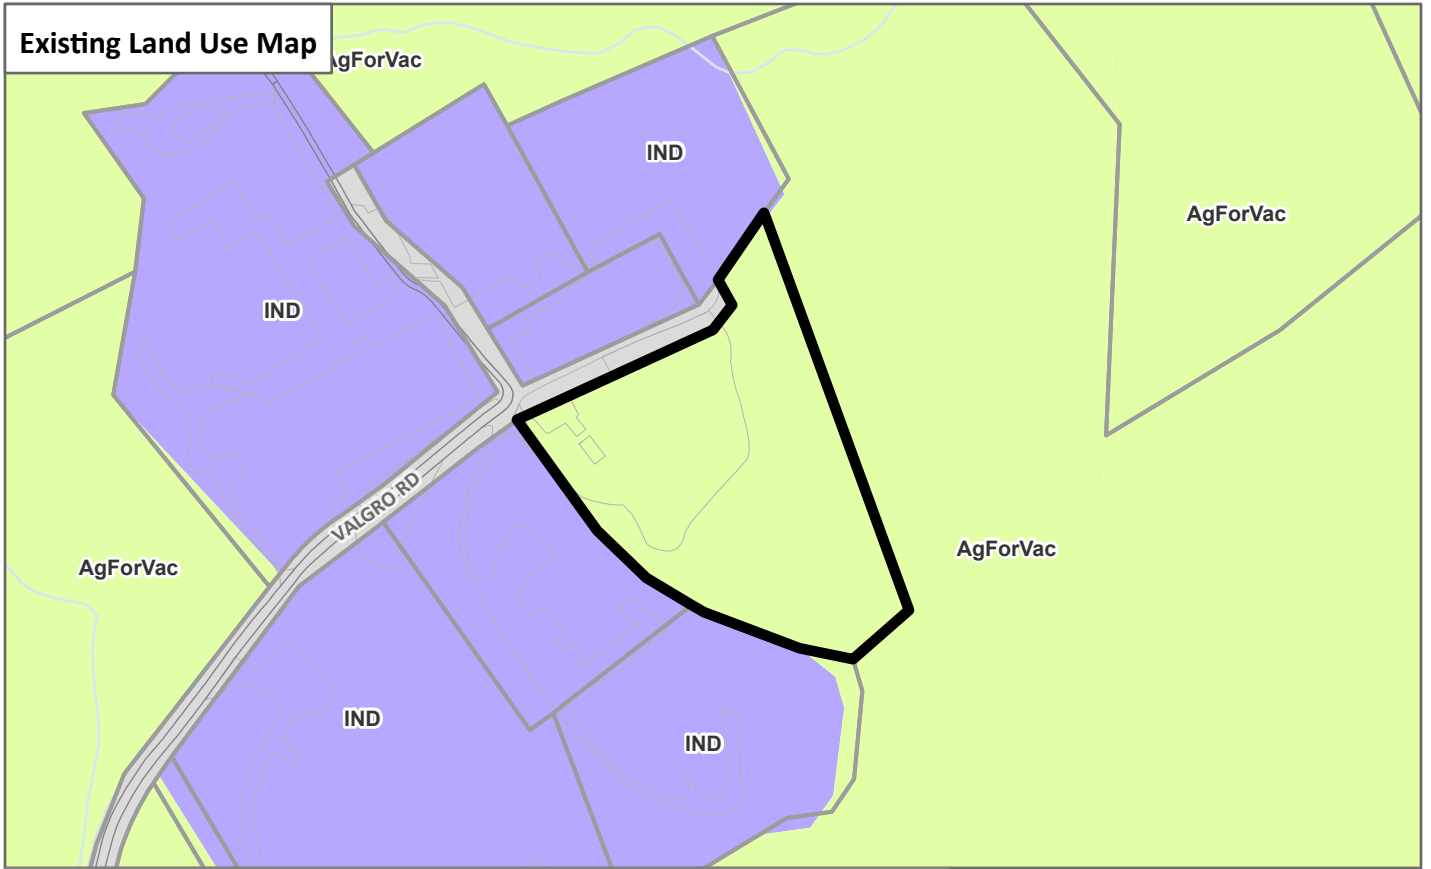 Existing Land Use Map
AgForVac
IND
AgForVac
IND
VALGRO RD
AgForVac
AgForVac
IND
IND